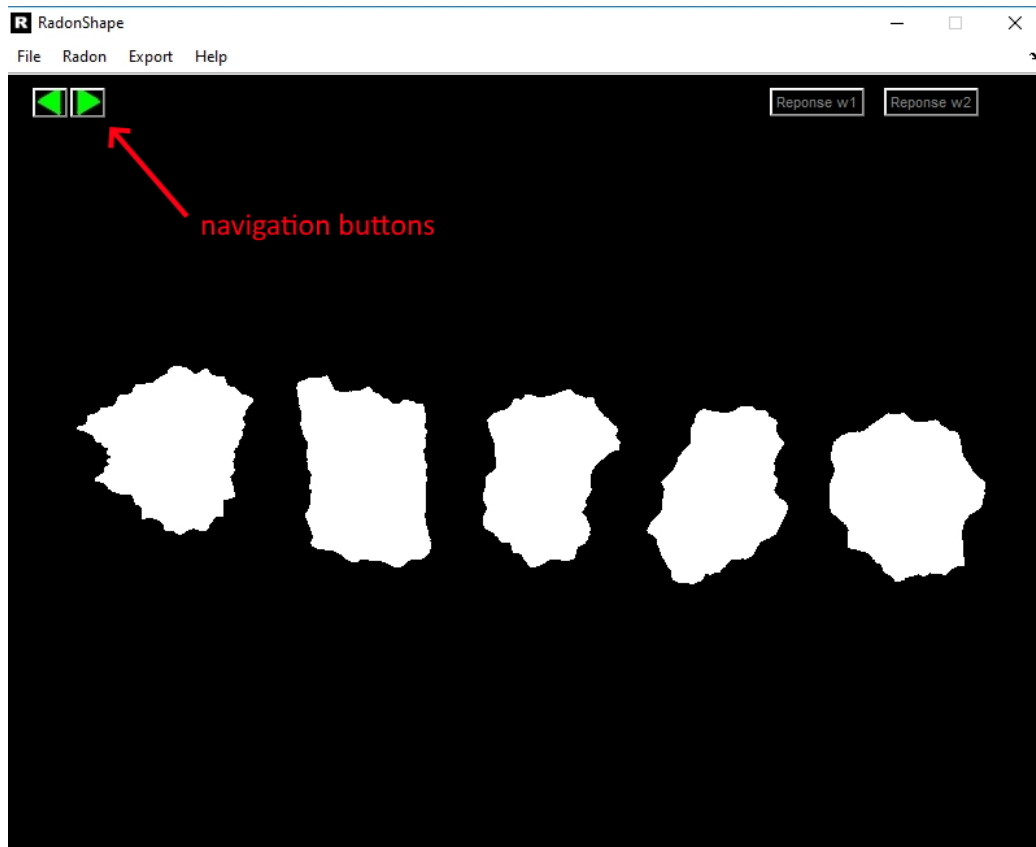 R RadonShape
File Radon Export Help
Reponse w1 Reponse w2
navigation buttons